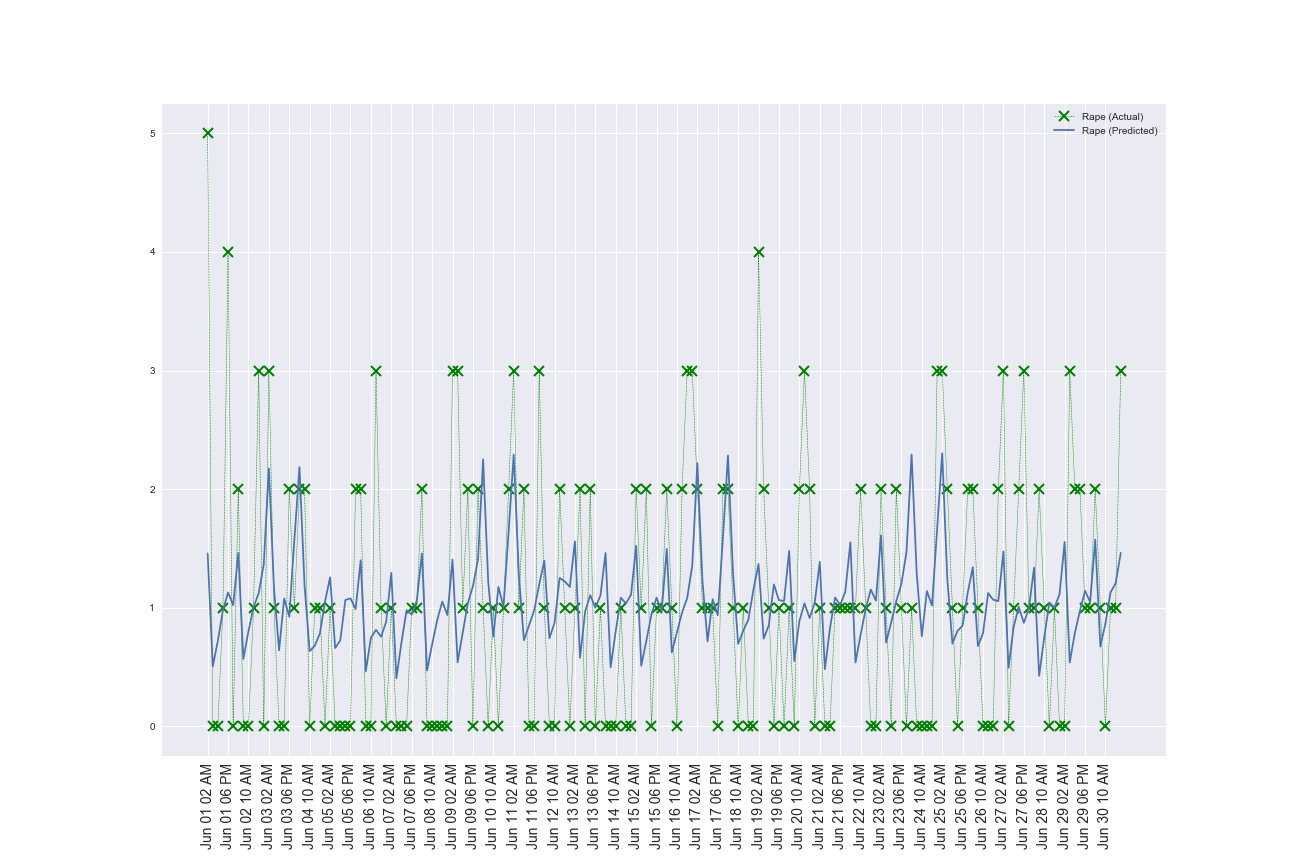 Rape (Actual)
Rape (Predicted)
5
4
3
2
1
0
Jun 01 02 AM
Jun 01 06 PM
Jun 02 10 AM
Jun 03 02 AM
Jun 03 06 PM
Jun 04 10 AM
Jun 05 02 AM
Jun 05 06 PM
Jun 06 10 AM
Jun 07 02 AM
Jun 07 06 PM
Jun 08 10 AM
Jun 09 02 AM
Jun 09 06 PM
Jun 10 10 AM
Jun 11 02 AM
Jun 11 06 PM
Jun 12 10 AM
Jun 13 02 AM
Jun 13 06 PM
Jun 14 10 AM
Jun 15 02 AM
Jun 15 06 PM
Jun 16 10 AM
Jun 17 02 AM
Jun 17 06 PM
Jun 18 10 AM
Jun 19 02 AM
Jun 19 06 PM
Jun 20 10 AM
Jun 21 02 AM
Jun 21 06 PM
Jun 22 10 AM
Jun 23 02 AM
Jun 23 06 PM
Jun 24 10 AM
Jun 25 02 AM
Jun 25 06 PM
Jun 26 10 AM
Jun 27 02 AM
Jun 27 06 PM
Jun 28 10 AM
Jun 29 02 AM
Jun 29 06 PM
Jun 30 10 AM